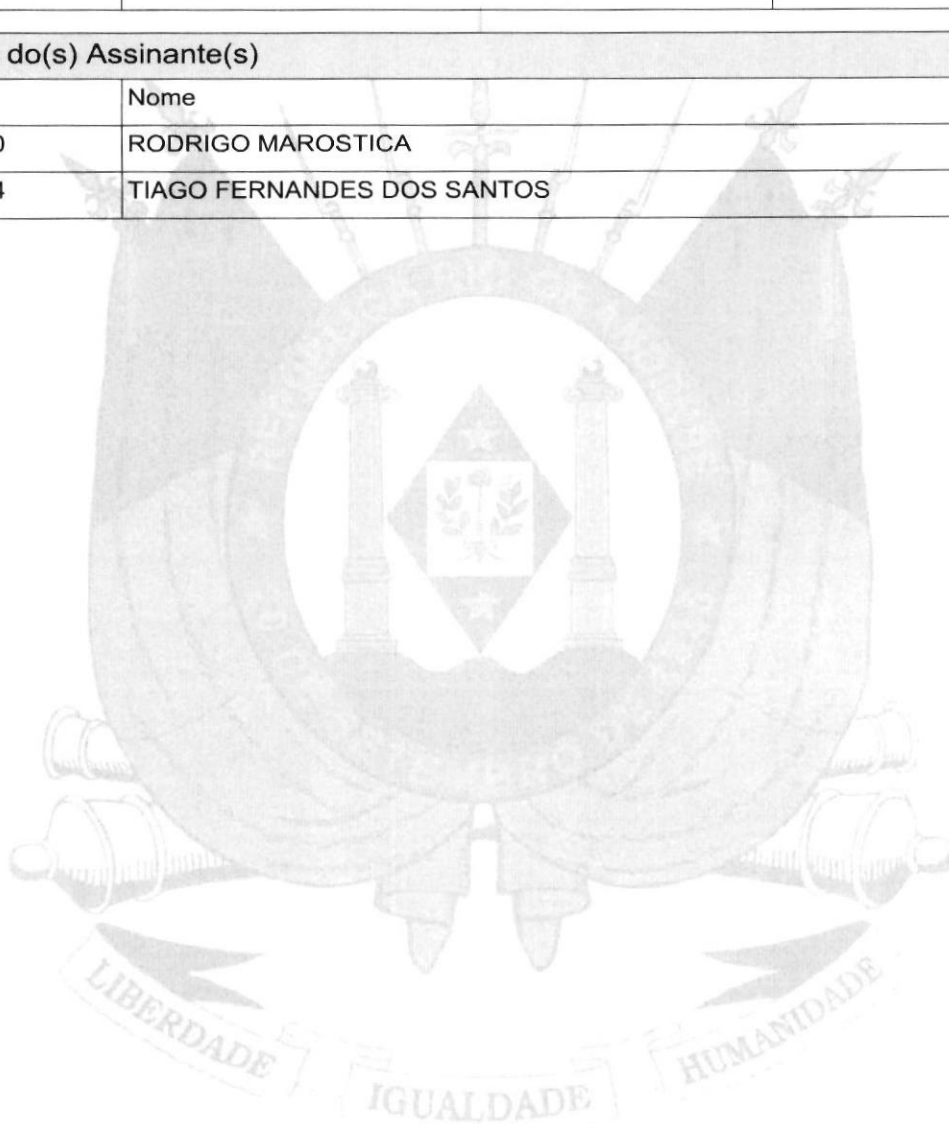 do(s) Assinante(s)
Nome
0 RODRIGO MAROSTICA
4 TIAGO FERNANDES DOS SANTOS
LIBERDADE IGUALDADE HUMANIDADE